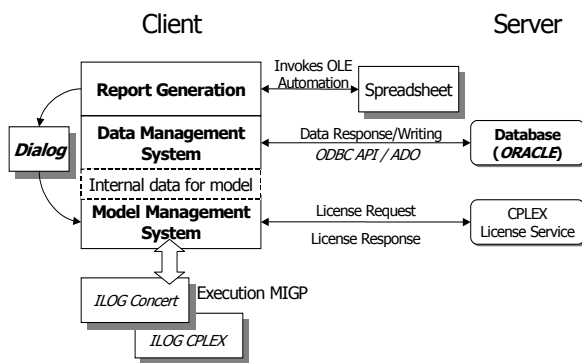 Client
Server
Report Generation
Invokes OLE
Automation
Spreadsheet
Dialog
Data Management
System
Data Response/Writing
ODBC API / ADO
Database
(ORACLE)
Internal data for model
Model Management
System
License Request
License Response
CPLEX
License Service
ILOG Concert
Execution MIGP
ILOG CPLEX